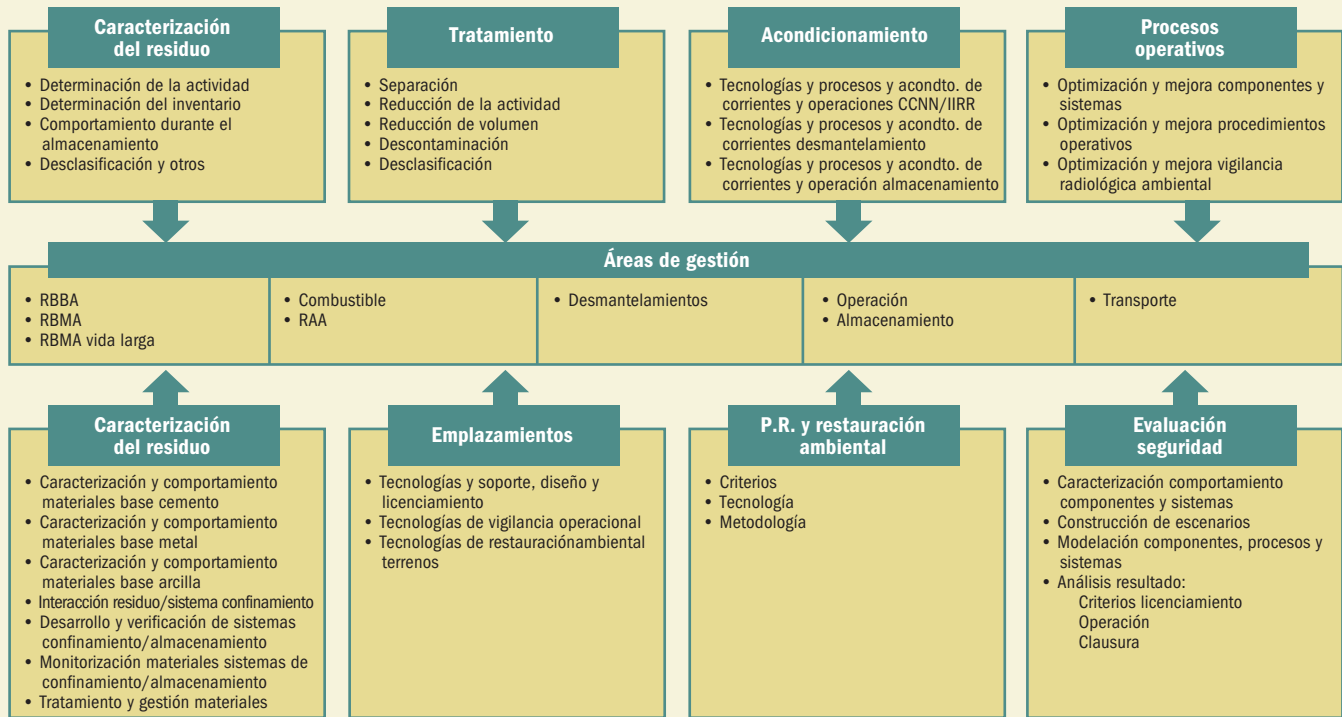 Caracterización
del residuo
• Determinación de la actividad
• Determinación del inventario
• Comportamiento durante el
almacenamiento
• Desclasificación y otros
Tratamiento
• Separación
• Reducción de la actividad
• Reducción de volumen
• Descontaminación
• Desclasificación
Acondicionamiento
• Tecnologías y procesos y acondto. de
corrientes y operaciones CCNN/IIRR
• Tecnologías y procesos y acondto. de
corrientes desmantelamiento
• Tecnologías y procesos y acondto. de
corrientes y operación almacenamiento
Procesos
operativos
• Optimización y mejora componentes y
sistemas
• Optimización y mejora procedimientos
operativos
• Optimización y mejora vigilancia
radiológica ambiental
Áreas de gestión
• RBBA
• RBMA
• RBMA vida larga
• Combustible
• RAA
• Desmantelamientos
• Operación
• Almacenamiento
• Transporte
Caracterización
del residuo
• Caracterización y comportamiento
materiales base cemento
• Caracterización y comportamiento
materiales base metal
• Caracterización y comportamiento
materiales base arcilla
• Interacción residuo/sistema confinamiento
• Desarrollo y verificación de sistemas
confinamiento/almacenamiento
• Monitorización materiales sistemas de
confinamiento/almacenamiento
• Tratamiento y gestión materiales
Emplazamientos
• Tecnologías y soporte, diseño y
licenciamiento
• Tecnologías de vigilancia operacional
• Tecnologías de restauraciónambiental
terrenos
P.R. y restauración
ambiental
• Criterios
• Tecnología
• Metodología
Evaluación
seguridad
• Caracterización comportamiento
componentes y sistemas
• Construcción de escenarios
• Modelación componentes, procesos y
sistemas
• Análisis resultado:
Criterios licenciamiento
Operación
Clausura